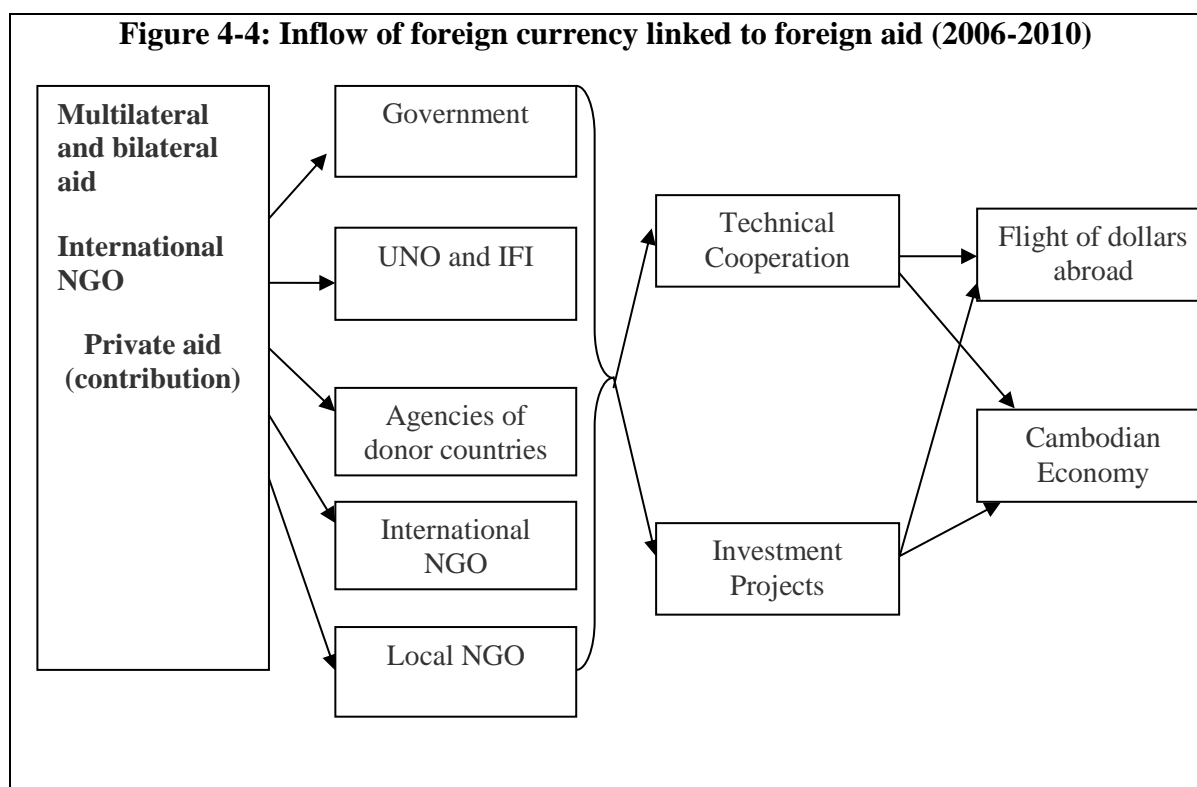 Figure 4-4: Inflow of foreign currency linked to foreign aid (2006-2010)
Multilateral
and bilateral
aid
International
NGO
Private aid
(contribution)
Government
UNO and IFI
Agencies of
donor countries
International
NGO
Local NGO
Technical
Cooperation
Investment
Projects
Flight of dollars
abroad
Cambodian
Economy